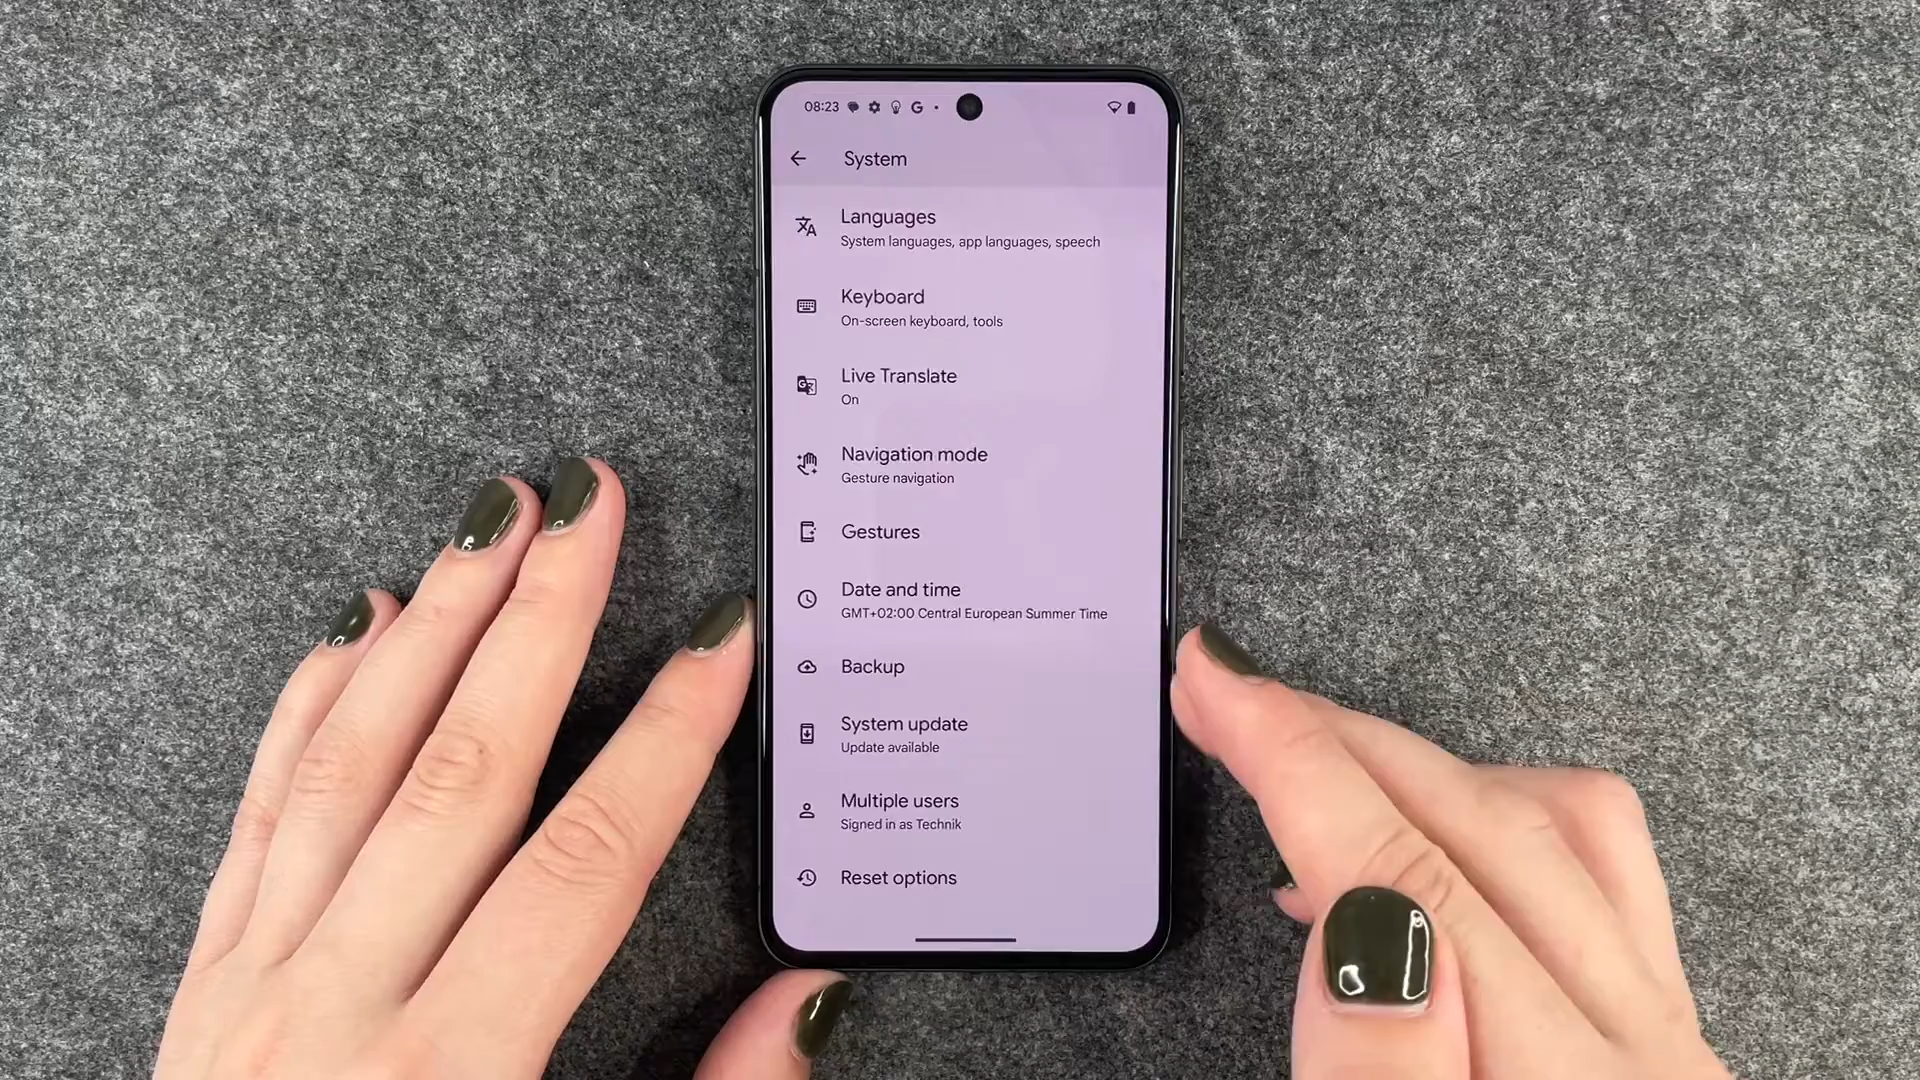 08:23
System
Languages
System languages, app languages, speech
Keyboard
On-screen keyboard, tools
Live Translate
On
Navigation mode
Gesture navigation
Gestures
Date and time
GMT+02:00 Central European Summer Time
Backup
System update
Update available
Multiple users
Signed in as Technik
Reset options